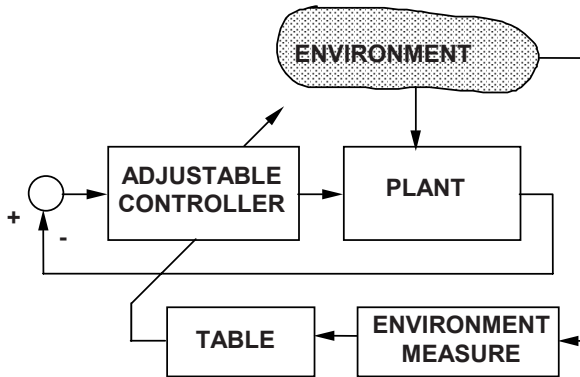 ENVIRONMENT
ADJUSTABLE
CONTROLLER
PLANT
+
-
TABLE
ENVIRONMENT
MEASURE